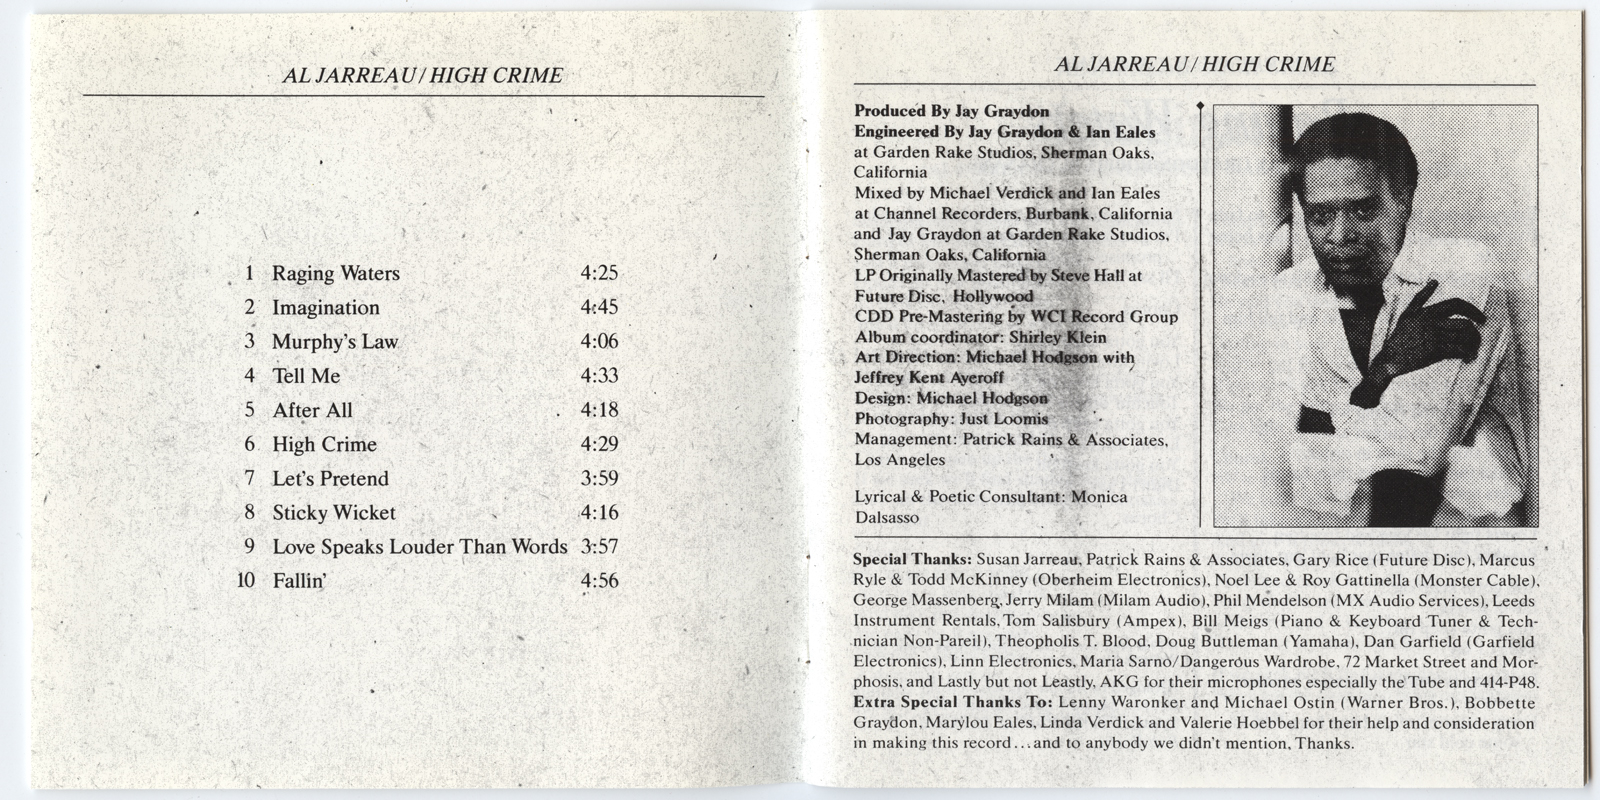 AL JARREAU/HIGH CRIME
1 Raging Waters 4:25
2 Imagination 4:45
3 Murphy's Law 4:06
4 Tell Me 4:33
5 After All 4:18
6 High Crime 4:29
7 Let's Pretend 3:59
8 Sticky Wicket 4:16
9 Love Speaks Louder Than Words 3:57
10 Fallin' 4:56
AL JARREAU/HIGH CRIME
Produced By Jay Graydon
Engineered By Jay Graydon & Ian Eales
at Garden Rake Studios, Sherman Oaks,
California
Mixed by Michael Verdick and Ian Eales
at Channel Recorders, Burbank, California
and Jay Graydon at Garden Rake Studios,
Sherman Oaks, California
LP Originally Mastered by Steve Hall at
Future Disc, Hollywood
CDD Pre-Mastering by WCI Record Group
Album coordinator: Shirley Klein
Art Direction: Michael Hodgson with
Jeffrey Kent Ayeroff
Design: Michael Hodgson
Photography: Just Loomis
Management: Patrick Rains & Associates,
Los Angeles
Lyrical & Poetic Consultant: Monica
Dalsasso
Special Thanks: Susan Jarreau, Patrick Rains & Associates, Gary Rice (Future Disc), Marcus
Ryle & Todd McKinney (Oberheim Electronics), Noel Lee & Roy Gattinella (Monster Cable),
George Massenberg, Jerry Milam (Milam Audio), Phil Mendelson (MX Audio Services), Leeds
Instrument Rentals, Tom Salisbury (Ampex), Bill Meigs (Piano & Keyboard Tuner & Tech-
nician Non-Pareil), Theopholis T. Blood, Doug Buttleman (Yamaha), Dan Garfield (Garfield
Electronics), Linn Electronics, Maria Sarno/Dangerous Wardrobe, 72 Market Street and Mor-
phosis, and Lastly but not Leastly, AKG for their microphones especially the Tube and 414-P48.
Extra Special Thanks To: Lenny Waronker and Michael Ostin (Warner Bros.), Bobbette
Graydon, Marylou Eales, Linda Verdick and Valerie Hoebbel for their help and consideration
in making this record...and to anybody we didn't mention, Thanks.